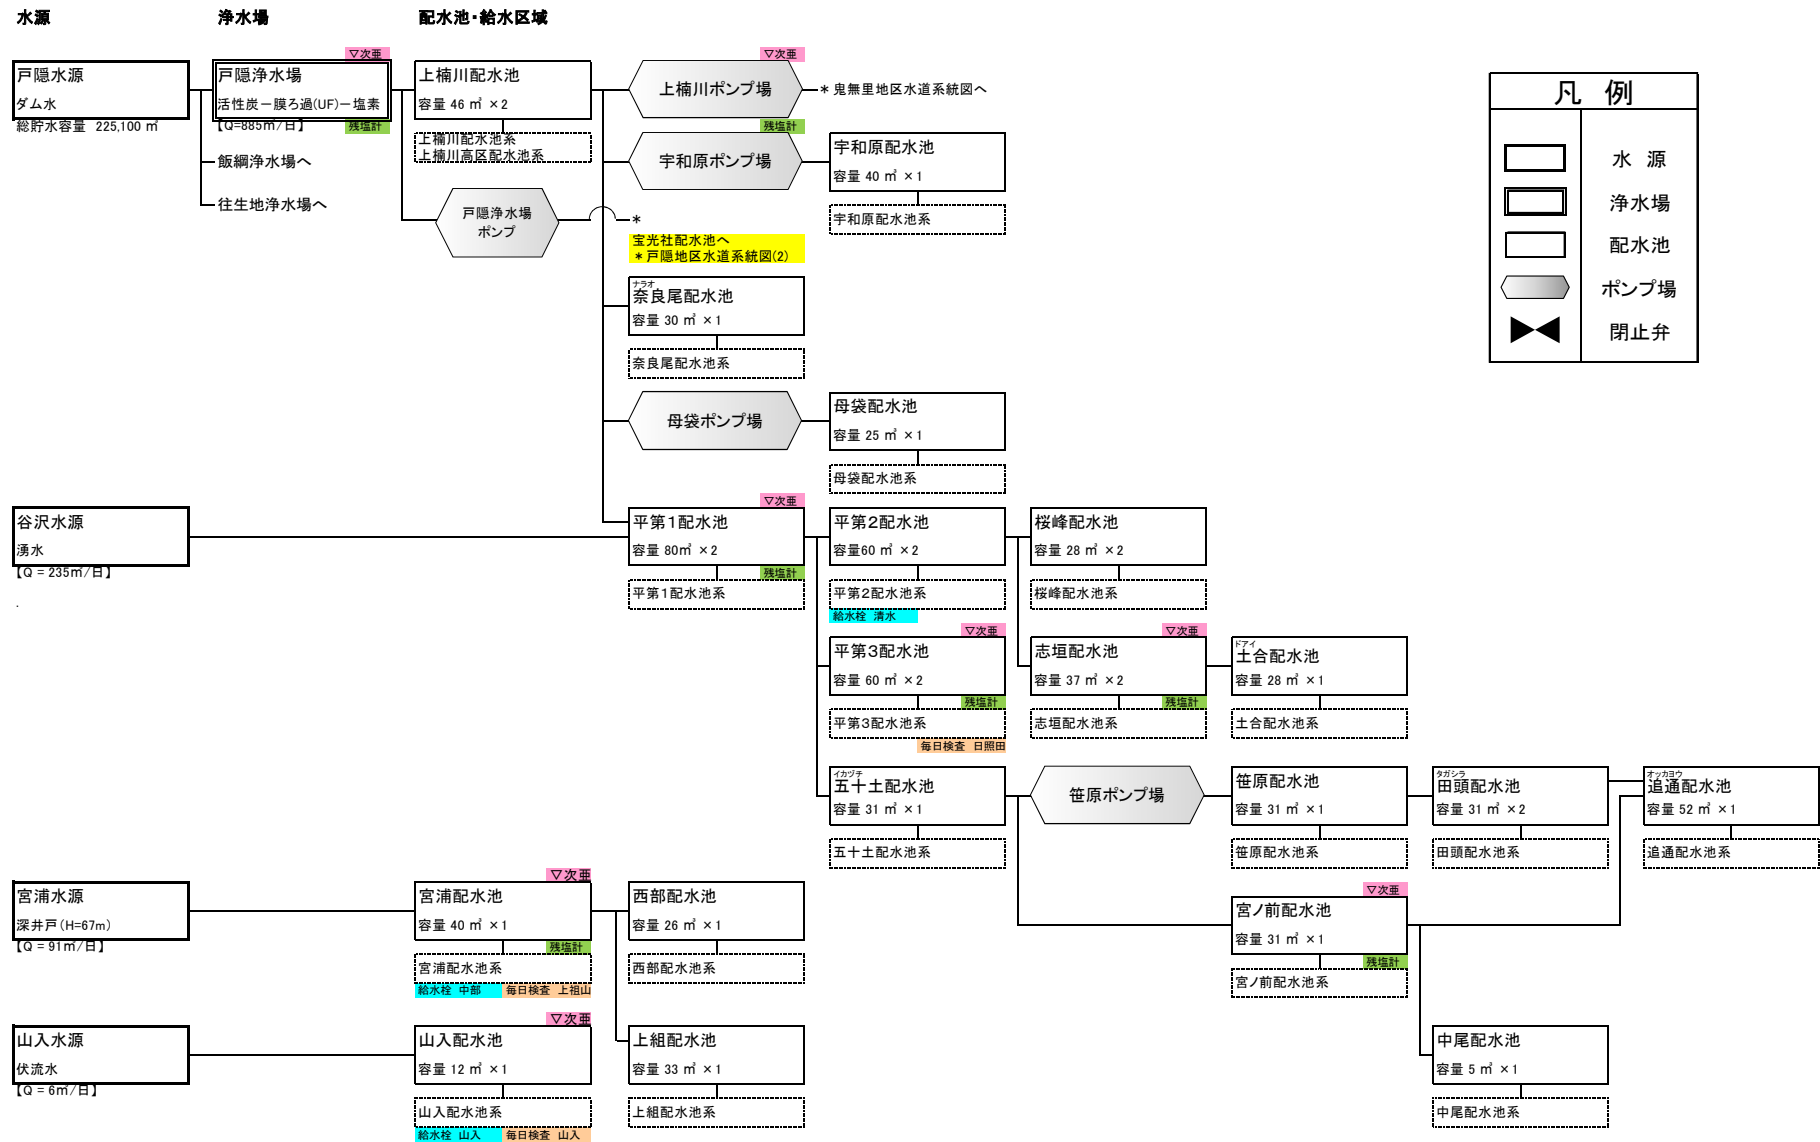 水源
浄水場
配水池・給水区域
▽次亜
▽次亜
戸隠水源
ダム水
総貯水容量 225,100 ㎥
戸隠浄水場
活性炭－膜ろ過(UF)－塩素
【Q=885㎥/日】
残塩計
飯綱浄水場へ
往生地浄水場へ
上楠川配水池
容量 46 ㎥ ×2
上楠川配水池系
上楠川高区配水池系
上楠川ポンプ場
＊鬼無里地区水道系統図へ
残塩計
宇和原ポンプ場
宇和原配水池
容量 40 ㎥ ×1
宇和原配水池系
戸隠浄水場
ポンプ
＊
宝光社配水池へ
＊戸隠地区水道系統図(2)
ナラオ
奈良尾配水池
容量 30 ㎥ ×1
奈良尾配水池系
母袋ポンプ場
母袋配水池
容量 25 ㎥ ×1
母袋配水池系
凡 例
水 源
浄水場
配水池
ポンプ場
閉止弁
谷沢水源
湧水
【Q = 235㎥/日】
.
▽次亜
平第1配水池
容量 80㎥ ×2
残塩計
平第1配水池系
平第2配水池
容量60 ㎥ ×2
平第2配水池系
給水栓 清水
桜峰配水池
容量 28 ㎥ ×2
桜峰配水池系
▽次亜
平第3配水池
容量 60 ㎥ ×2
残塩計
平第3配水池系
毎日検査 日照田
▽次亜
志垣配水池
容量 37 ㎥ ×2
残塩計
志垣配水池系
ドアイ
土合配水池
容量 28 ㎥ ×1
土合配水池系
イカヅチ
五十土配水池
容量 31 ㎥ ×1
五十土配水池系
笹原ポンプ場
笹原配水池
容量 31 ㎥ ×1
笹原配水池系
タガシラ
田頭配水池
容量 31 ㎥ ×2
田頭配水池系
オッカヨウ
追通配水池
容量 52 ㎥ ×1
追通配水池系
宮浦水源
深井戸(H=67m)
【Q = 91㎥/日】
▽次亜
宮浦配水池
容量 40 ㎥ ×1
残塩計
宮浦配水池系
給水栓 中部
毎日検査 上祖山
西部配水池
容量 26 ㎥ ×1
西部配水池系
▽次亜
宮ノ前配水池
容量 31 ㎥ ×1
残塩計
宮ノ前配水池系
山入水源
伏流水
【Q = 6㎥/日】
▽次亜
山入配水池
容量 12 ㎥ ×1
山入配水池系
給水栓 山入
毎日検査 山入
上組配水池
容量 33 ㎥ ×1
上組配水池系
中尾配水池
容量 5 ㎥ ×1
中尾配水池系